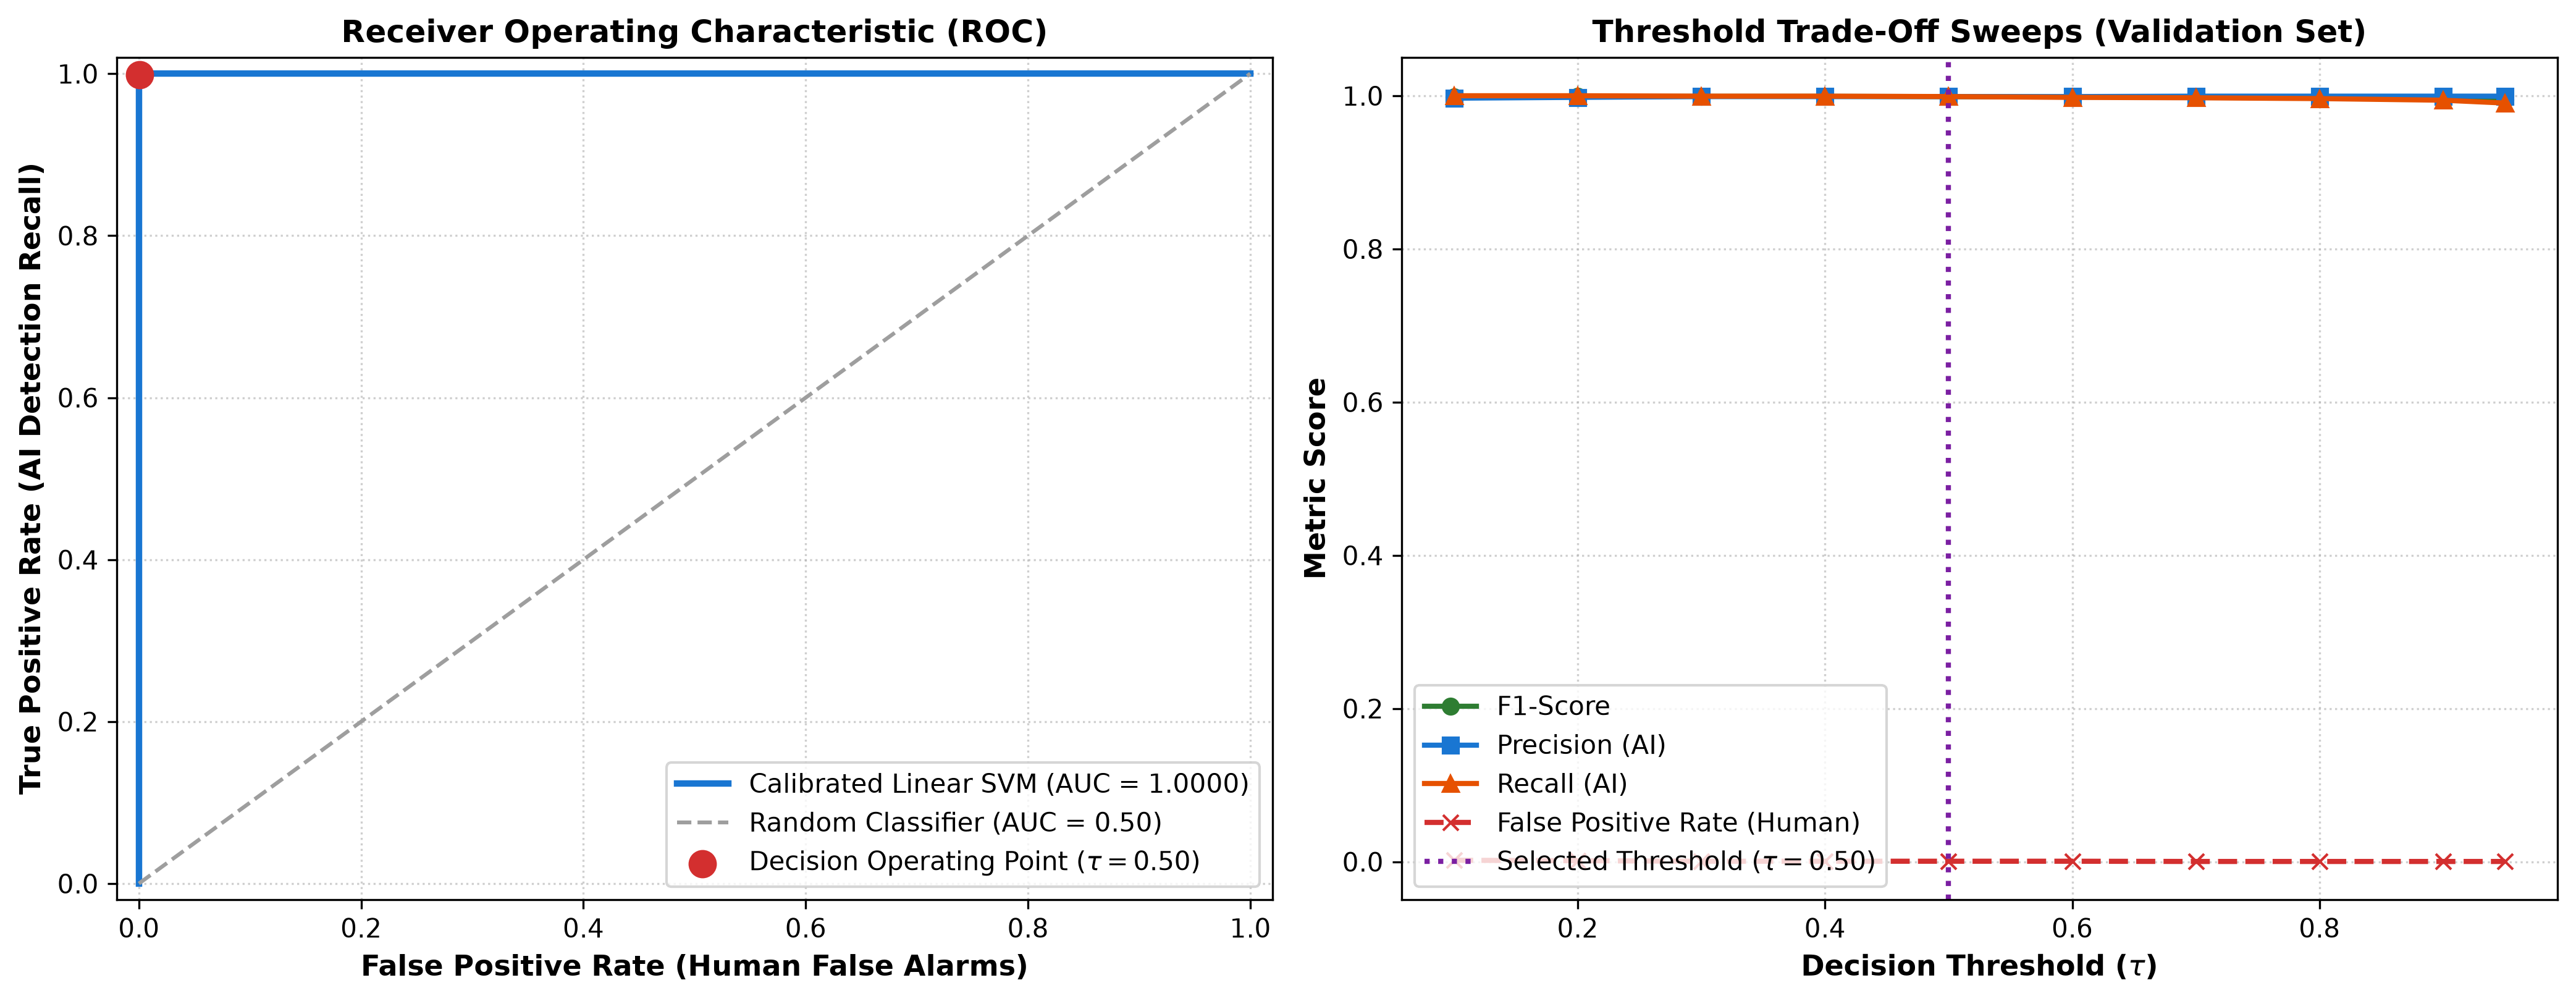 Receiver Operating Characteristic (ROC)
True Positive Rate (AI Detection Recall)
1.0
0.8
0.6
0.4
0.2
0.0
0.0 0.2 0.4 0.6 0.8 1.0
False Positive Rate (Human False Alarms)
Calibrated Linear SVM (AUC = 1.0000)
Random Classifier (AUC = 0.50)
Decision Operating Point (τ = 0.50)
Threshold Trade-Off Sweeps (Validation Set)
Metric Score
1.0
0.8
0.6
0.4
0.2
0.0
F1-Score
Precision (AI)
Recall (AI)
False Positive Rate (Human)
Selected Threshold (τ = 0.50)
0.2 0.4 0.6 0.8
Decision Threshold (τ)